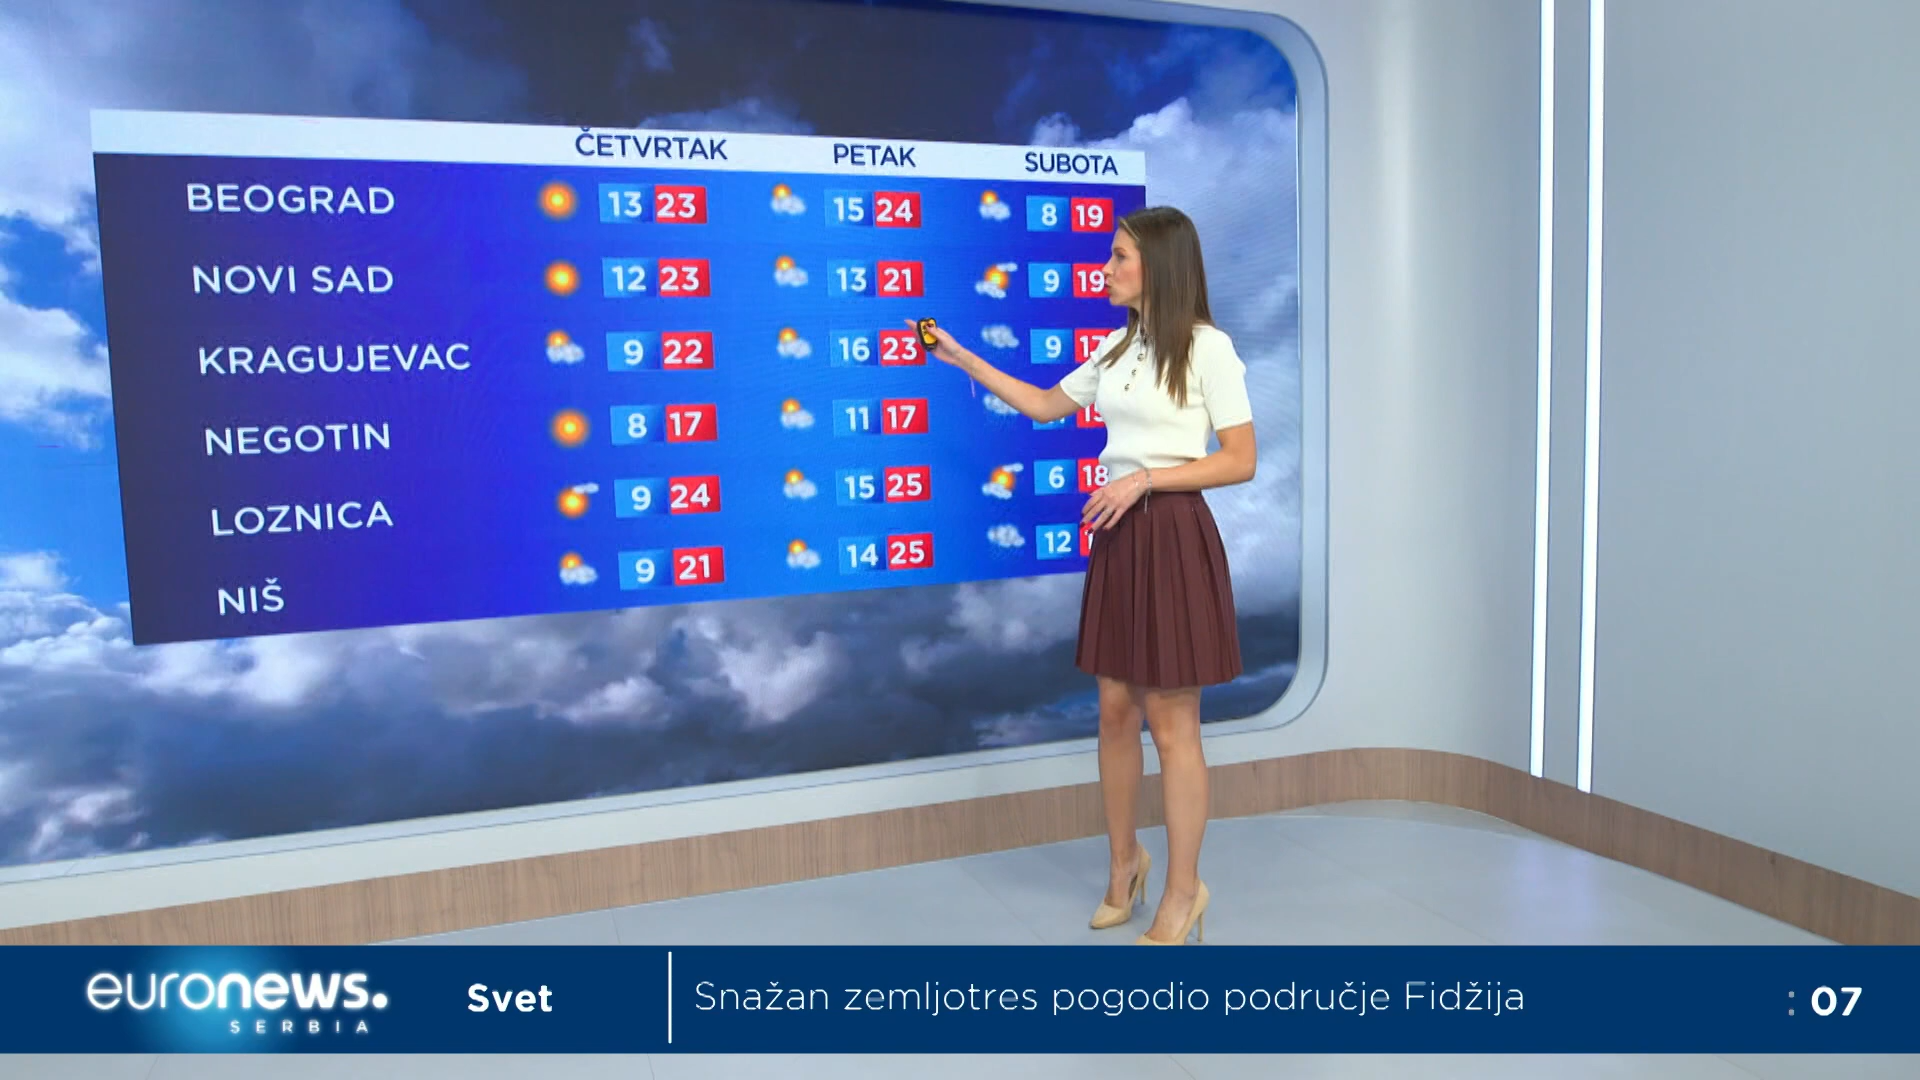 ČETVRTAK PETAK SUBOTA
BEOGRAD 13 23 15 24 8 19
NOVI SAD 12 23 13 21 9 19
KRAGUJEVAC 9 22 16 23 9 17
NEGOTIN 8 17 11 17
LOZNICA 9 24 15 25 6 18
NIŠ 9 21 14 25 12
euronews.
SERBIA
Svet
Snažan zemljotres pogodio područje Fidžija
: 07